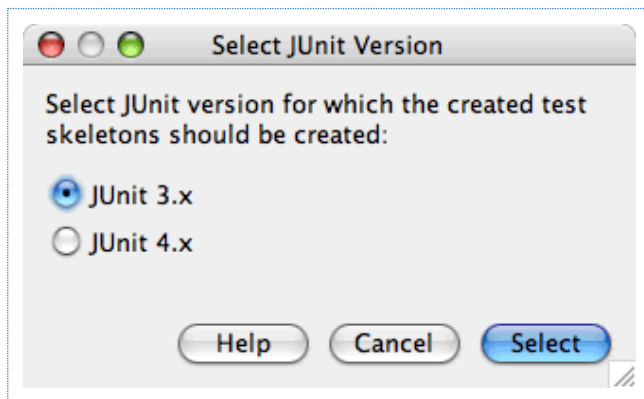 Select JUnit Version
Select JUnit version for which the created test
skeletons should be created:
JUnit 3.x
JUnit 4.x
Help
Cancel
Select